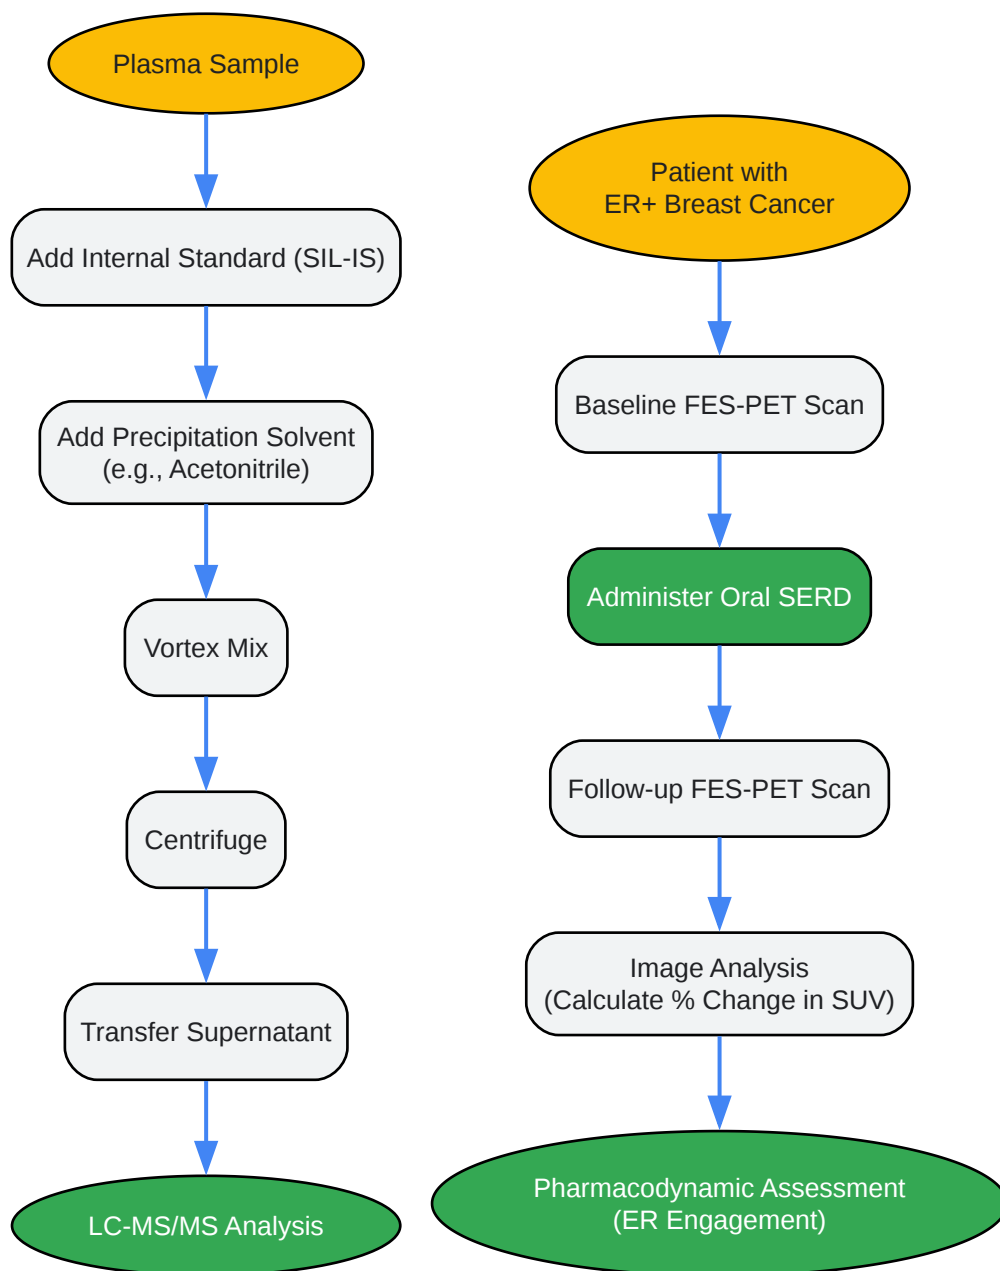 Plasma Sample
Add Internal Standard (SIL-IS)
Add Precipitation Solvent
(e.g., Acetonitrile)
Vortex Mix
Centrifuge
Transfer Supernatant
LC-MS/MS Analysis
Patient with
ER+ Breast Cancer
Baseline FES-PET Scan
Administer Oral SERD
Follow-up FES-PET Scan
Image Analysis
(Calculate % Change in SUV)
Pharmacodynamic Assessment
(ER Engagement)